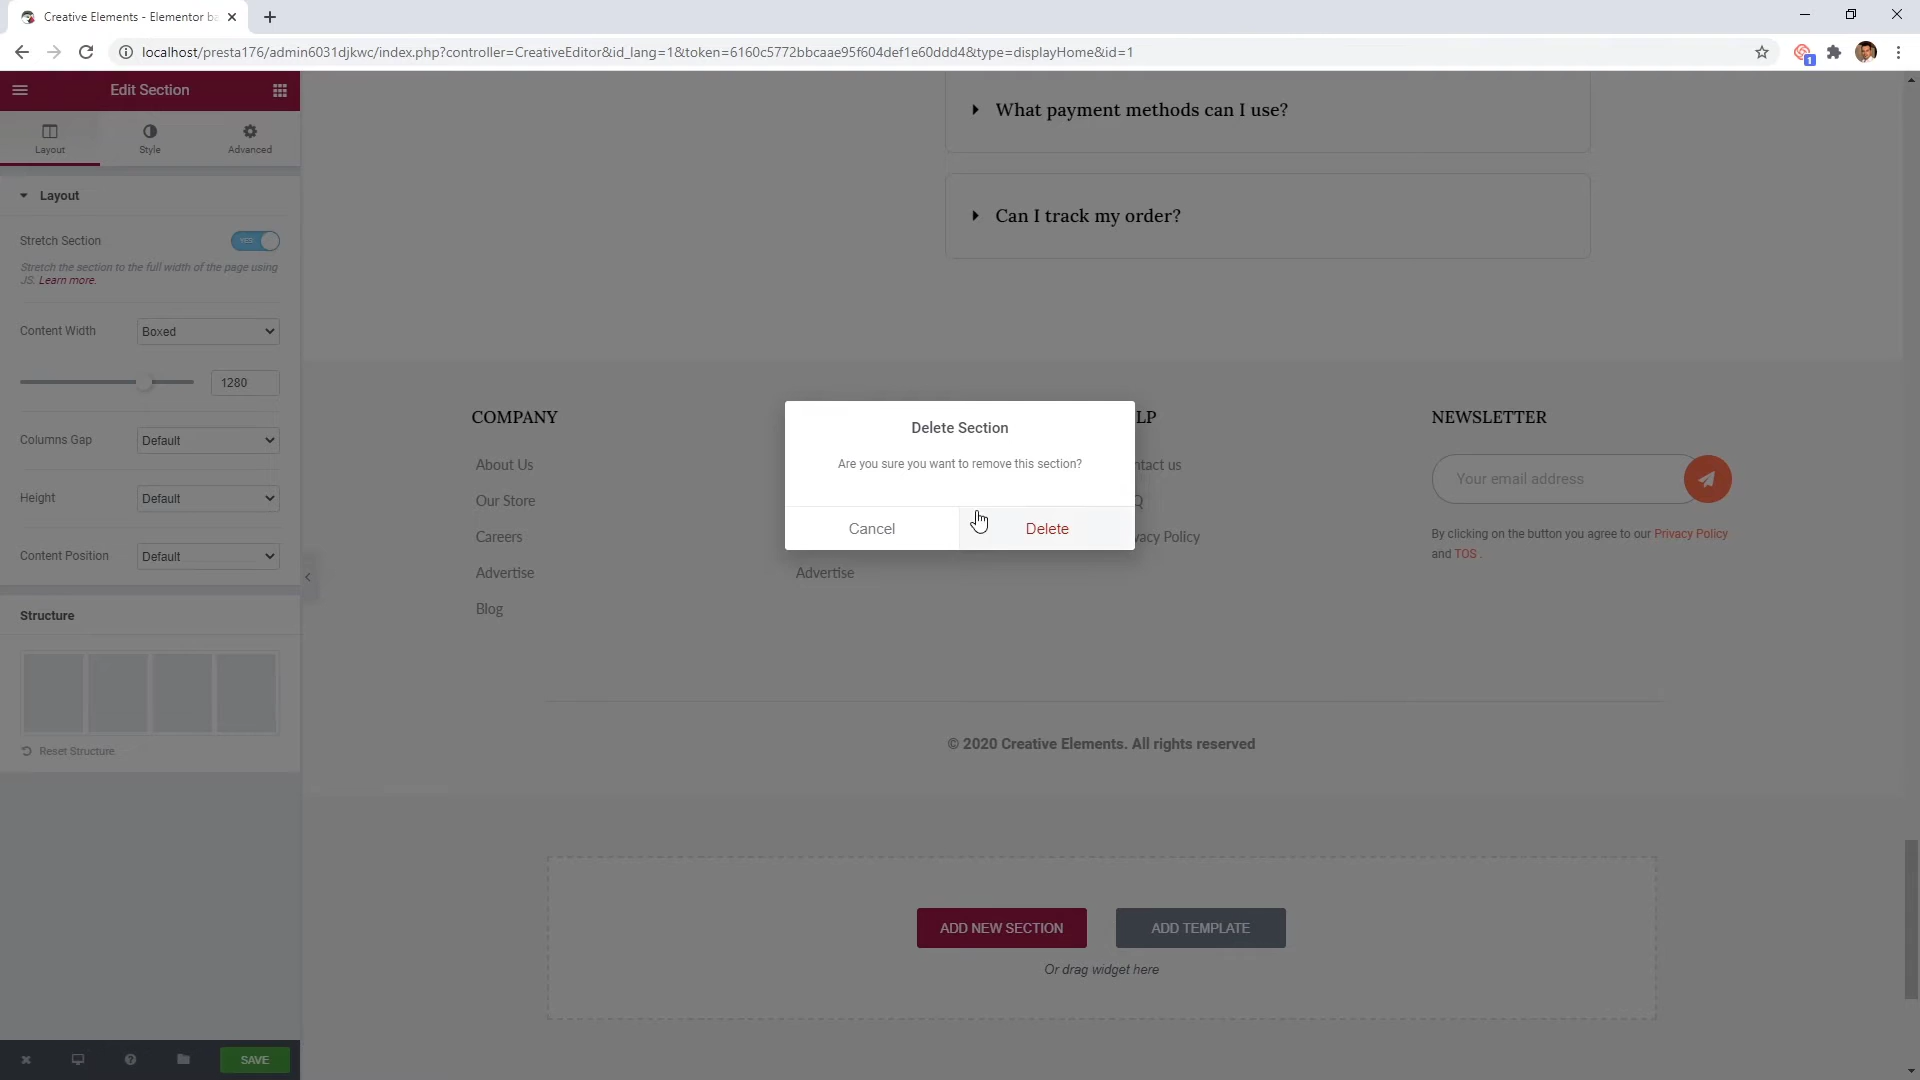 Creative Elements - Elementor ba
localhost/presta176/admin6031djkwc/index.php?controller=CreativeEditor&id_lang=1&token=6160c5772bbcaae95f604def1e60ddd4&type=displayHome&id=1
1
Edit Section
Layout
Style
Advanced
Layout
Stretch Section
YES
Stretch the section to the full width of the page using
JS. Learn more.
Content Width
Boxed
1280
Columns Gap
Default
Height
Default
Content Position
Default
Structure
Reset Structure
SAVE
What payment methods can I use?
Can I track my order?
COMPANY
About Us
Our Store
Careers
Advertise
Blog
Advertise
LP
ntact us
Q
vacy Policy
NEWSLETTER
Your email address
By clicking on the button you agree to our Privacy Policy
and TOS .
Delete Section
Are you sure you want to remove this section?
Cancel
Delete
© 2020 Creative Elements. All rights reserved
ADD NEW SECTION
ADD TEMPLATE
Or drag widget here